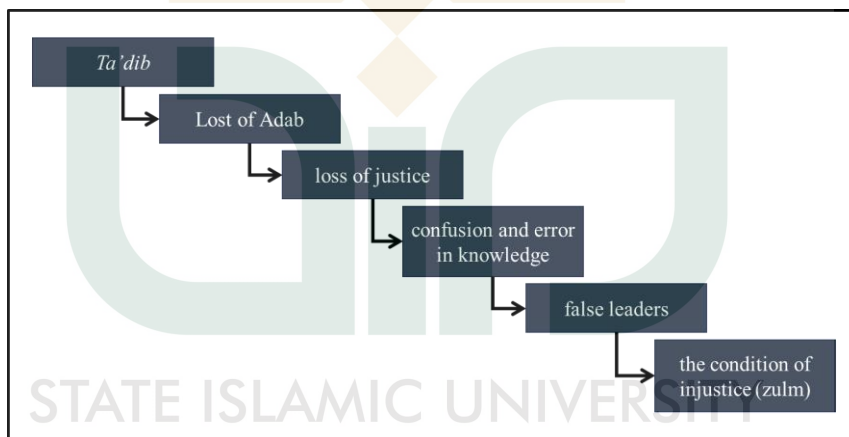 Ta'dib
Lost of Adab
loss of justice
confusion and error
in knowledge
false leaders
the condition of
injustice (zulm)
STATE ISLAMIC UNIVERSITY